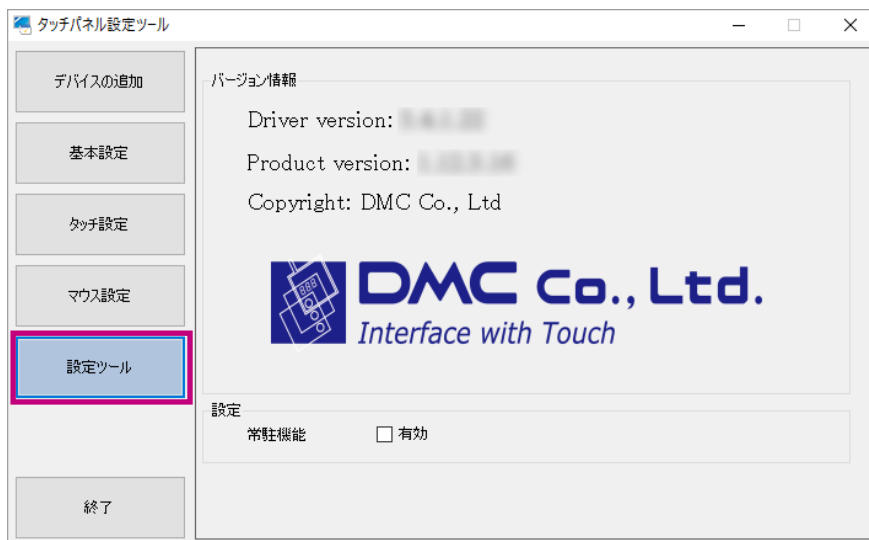 タッチパネル設定ツール
デバイスの追加
基本設定
タッチ設定
マウス設定
設定ツール
終了
バージョン情報
Driver version:
Product version:
Copyright: DMC Co., Ltd
DMC Co., Ltd.
Interface with Touch
設定
常駐機能 有効